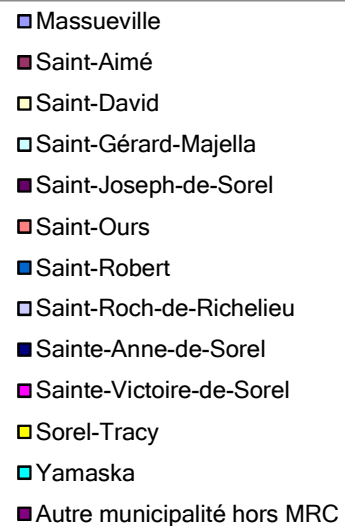 Massueville
Saint-Aimé
Saint-David
Saint-Gérard-Majella
Saint-Joseph-de-Sorel
Saint-Ours
Saint-Robert
Saint-Roch-de-Richelieu
Sainte-Anne-de-Sorel
Sainte-Victoire-de-Sorel
Sorel-Tracy
Yamaska
Autre municipalité hors MRC